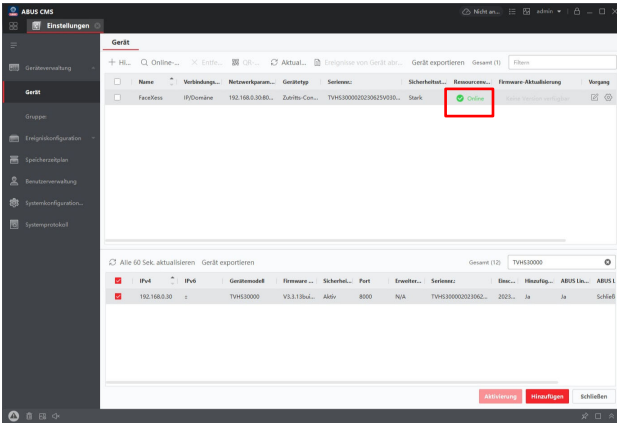 ABUS CMS
Nicht an... admin
Einstellungen
Gerät
+ Hi... Online-... Entfe... QR-... Aktual... Ereignisse von Gerät abr... Gerät exportieren Gesamt (1) Filtern
Geräteverwaltung
Name Verbindungs... Netzwerkparam... Gerätetyp Seriennr.: Sicherheitsst... Ressourcenv... Firmware-Aktualisierung Vorgang
Gerät
FaceXess IP/Domäne 192.168.0.30:80... Zutritts-Con... TVHS3000020230625V030... Stark Online
Gruppe
Ereigniskonfiguration
Speicherzeitplan
Benutzerverwaltung
Systemkonfiguration...
Systemprotokoll
Alle 60 Sek. aktualisieren Gerät exportieren Gesamt (12) TVHS30000
IPv4 IPv6 Gerätemodell Firmware ... Sicherhei... Port Erweiter... Seriennr.: Einsc... Hinzufüg... ABUS Lin... ABUS L
192.168.0.30 :: TVHS30000 V3.3.13bui... Aktiv 8000 N/A TVHS300002023062... 2023... Ja Ja Schließ
Aktivierung Hinzufügen Schließen